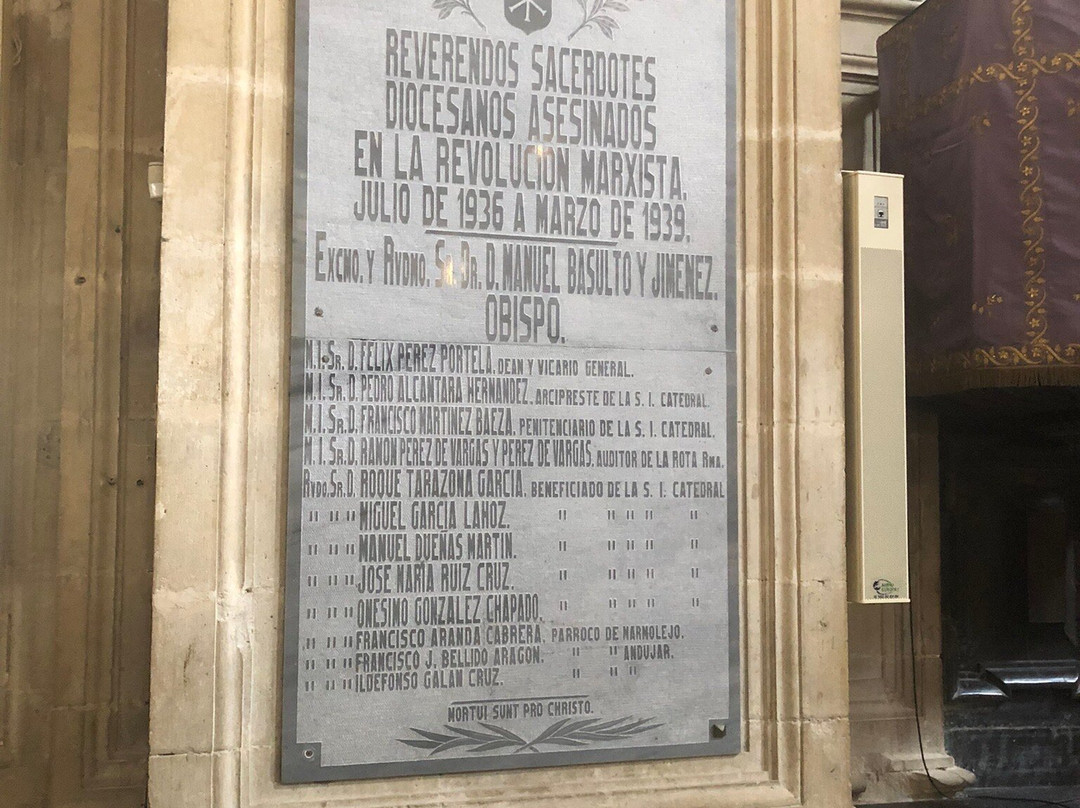 REVERENDOS SACERDOTES
DIOCESANOS ASESINADOS
EN LA REVOLUCIÓN MARXISTA.
JULIO DE 1936 A MARZO DE 1939.
EXCMO. Y RVDMO. SR. DR. D. MANUEL BASULTO Y JIMENEZ.
OBISPO.
M. I. SR. D. FELIX PEREZ PORTELA. DEAN Y VICARIO GENERAL.
M. I. SR. D. PEDRO ALCANTARA HERNANDEZ. ARCIPRESTE DE LA S. I. CATEDRAL.
M. I. SR. D. FRANCISCO MARTINEZ BAEZA. PENITENCIARIO DE LA S. I. CATEDRAL.
M. I. SR. D. RAMON PEREZ DE VARGAS Y PEREZ DE VARGAS. AUDITOR DE LA ROTA RMA.
RVDO. SR. D. ROQUE TARAZONA GARCIA. BENEFICIADO DE LA S. I. CATEDRAL
" " " MIGUEL GARCÍA LAHOZ. " " " " "
" " " MANUEL DUEÑAS MARTIN. " " " " "
" " " JOSE MARÍA RUIZ CRUZ. " " " " "
" " " ONESIMO GONZALEZ CHAPADO. " " " " "
" " " FRANCISCO ARANDA CABRERA. PARROCO DE MARMOLEJO.
" " " FRANCISCO J. BELLIDO ARAGON. " " ANDUJAR.
" " " ILDEFONSO GALAN CRUZ. " "
MORTUI SUNT PRO CHRISTO.